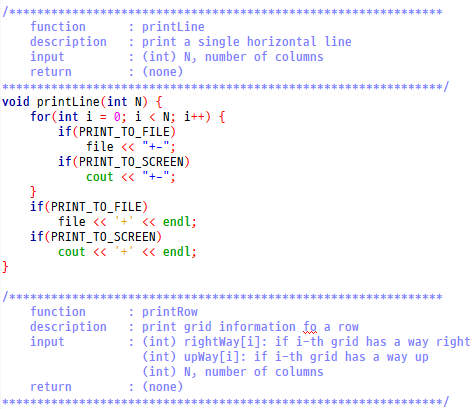 /**************************************************************
    function      : printLine
    description   : print a single horizontal line
    input         : (int) N, number of columns
    return        : (none)
***************************************************************/
void printLine(int N) {
    for(int i = 0; i < N; i++) {
        if(PRINT_TO_FILE)
            file << "+-";
        if(PRINT_TO_SCREEN)
            cout << "+-";
    }
    if(PRINT_TO_FILE)
        file << '+' << endl;
    if(PRINT_TO_SCREEN)
        cout << '+' << endl;
}

/**************************************************************
    function      : printRow
    description   : print grid information fo a row
    input         : (int) rightWay[i]: if i-th grid has a way right
                    (int) upWay[i]: if i-th grid has a way up
                    (int) N, number of columns
    return        : (none)
***************************************************************/